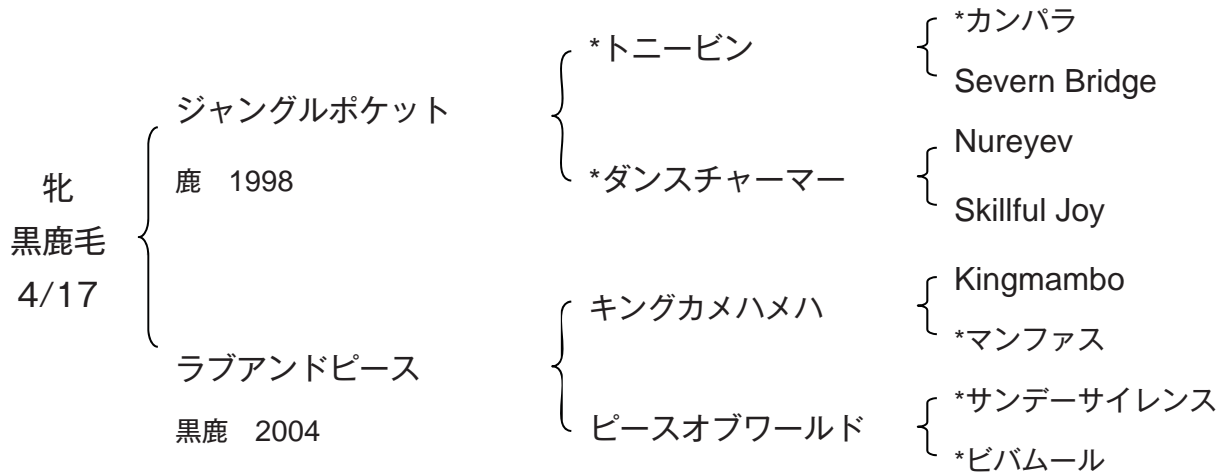 牝
黒鹿毛
4/17
ジャングルポケット
鹿　1998
ラブアンドピース
黒鹿　2004
*トニービン
*ダンスチャーマー
キングカメハメハ
ピースオブワールド
*カンパラ
Severn Bridge
Nureyev
Skillful Joy
Kingmambo
*マンファス
*サンデーサイレンス
*ビバムール